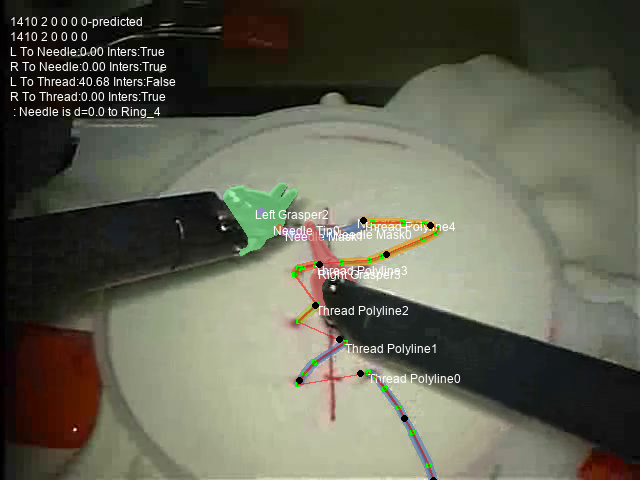 1410 2 0 0 0 0-predicted
1410 2 0 0 0 0
L To Needle:0.00 Inters:True
R To Needle:0.00 Inters:True
L To Thread:40.68 Inters:False
R To Thread:0.00 Inters:True
: Needle is d=0.0 to Ring_4
Left Grasper2
Thread Polyline4
Needle Tip0
Needle Mask0
Thread Polyline3
Right Grasper3
Thread Polyline2
Thread Polyline1
Thread Polyline0